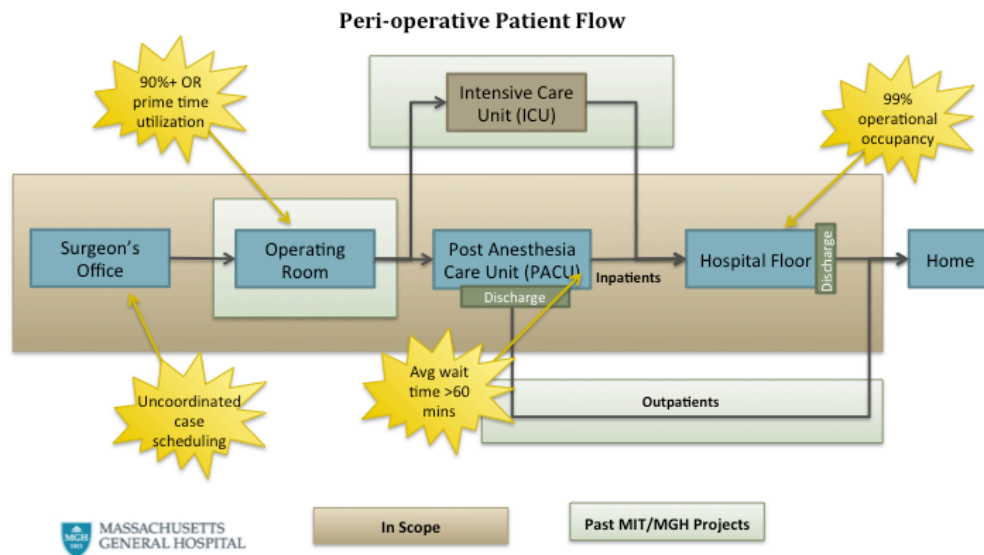 Peri-operative Patient Flow
90%+ OR
prime time
utilization
Intensive Care
Unit (ICU)
99%
operational
occupancy
Surgeon's
Office
Operating
Room
Post Anesthesia
Care Unit (PACU)
Discharge
Inpatients
Hospital Floor
Discharge
Home
Uncoordinated
case
scheduling
Avg wait
time >60
mins
Outpatients
MGH
1811
MASSACHUSETTS
GENERAL HOSPITAL
In Scope
Past MIT/MGH Projects